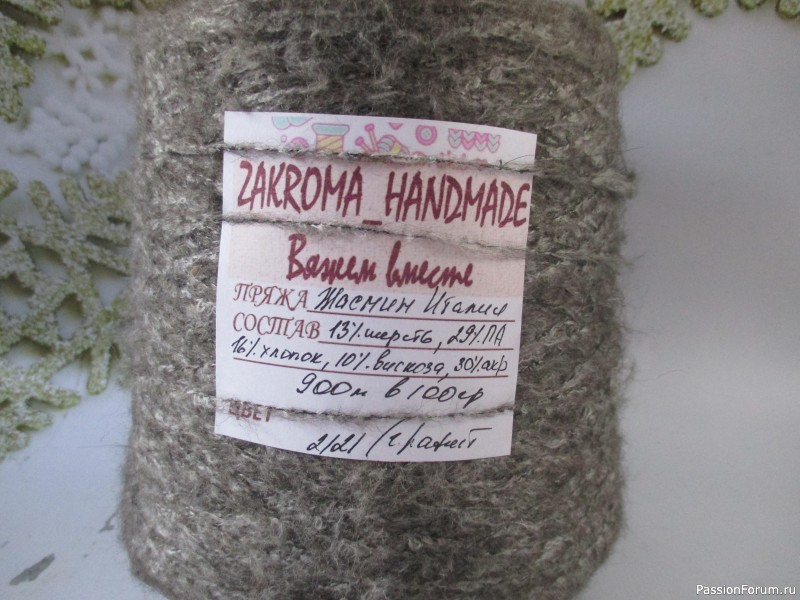 ZAKROMA_HANDMADE
Вяжем вместе
ПРЯЖА Жасмин Италия
СОСТАВ 13% шерсть, 29% ПА
16% хлопок, 10% вискоза, 30% акр
900м в 100гр
ЦВЕТ
2/21 /графит
PassionForum.ru